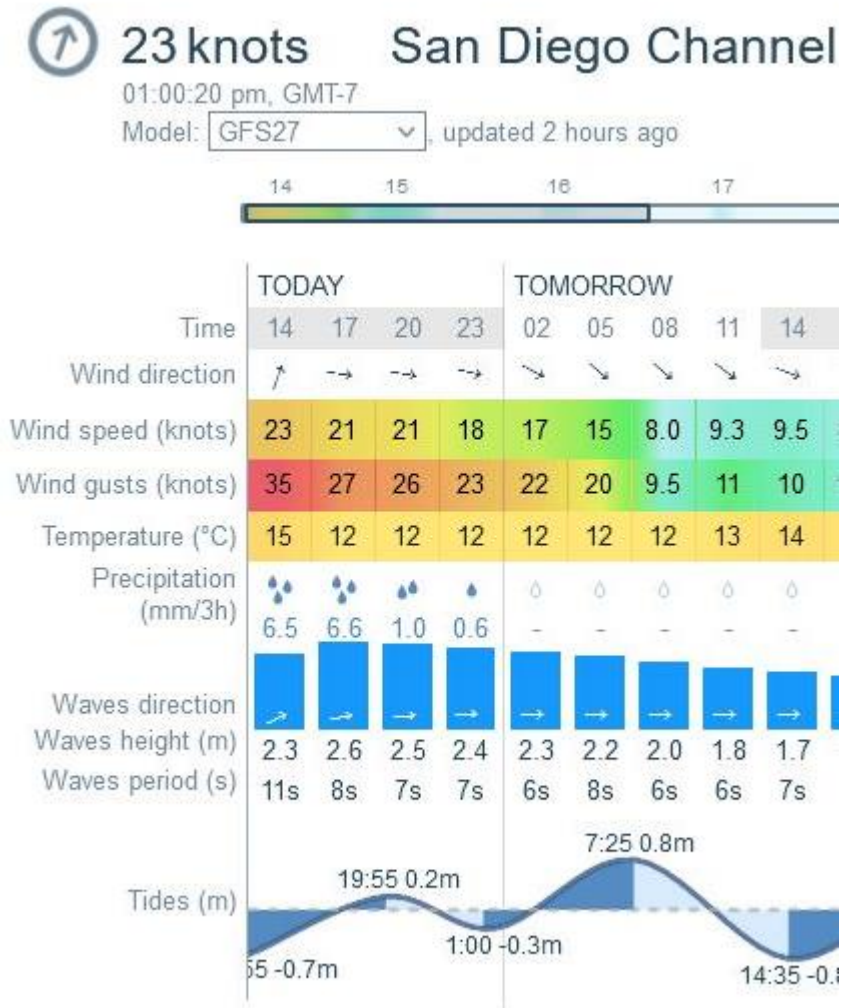 23 knots San Diego Channel
01:00:20 pm, GMT-7
Model: GFS27 , updated 2 hours ago
14 15 16 17
TODAY TOMORROW
Time 14 17 20 23 02 05 08 11 14
Wind direction
Wind speed (knots) 23 21 21 18 17 15 8.0 9.3 9.5
Wind gusts (knots) 35 27 26 23 22 20 9.5 11 10
Temperature (°C) 15 12 12 12 12 12 12 13 14
Precipitation
(mm/3h)
6.5 6.6 1.0 0.6 - - - - -
Waves direction
Waves height (m) 2.3 2.6 2.5 2.4 2.3 2.2 2.0 1.8 1.7
Waves period (s) 11s 8s 7s 7s 6s 8s 6s 6s 7s
7:25 0.8m
19:55 0.2m
Tides (m)
1:00 -0.3m
55 -0.7m
14:35 -0.8